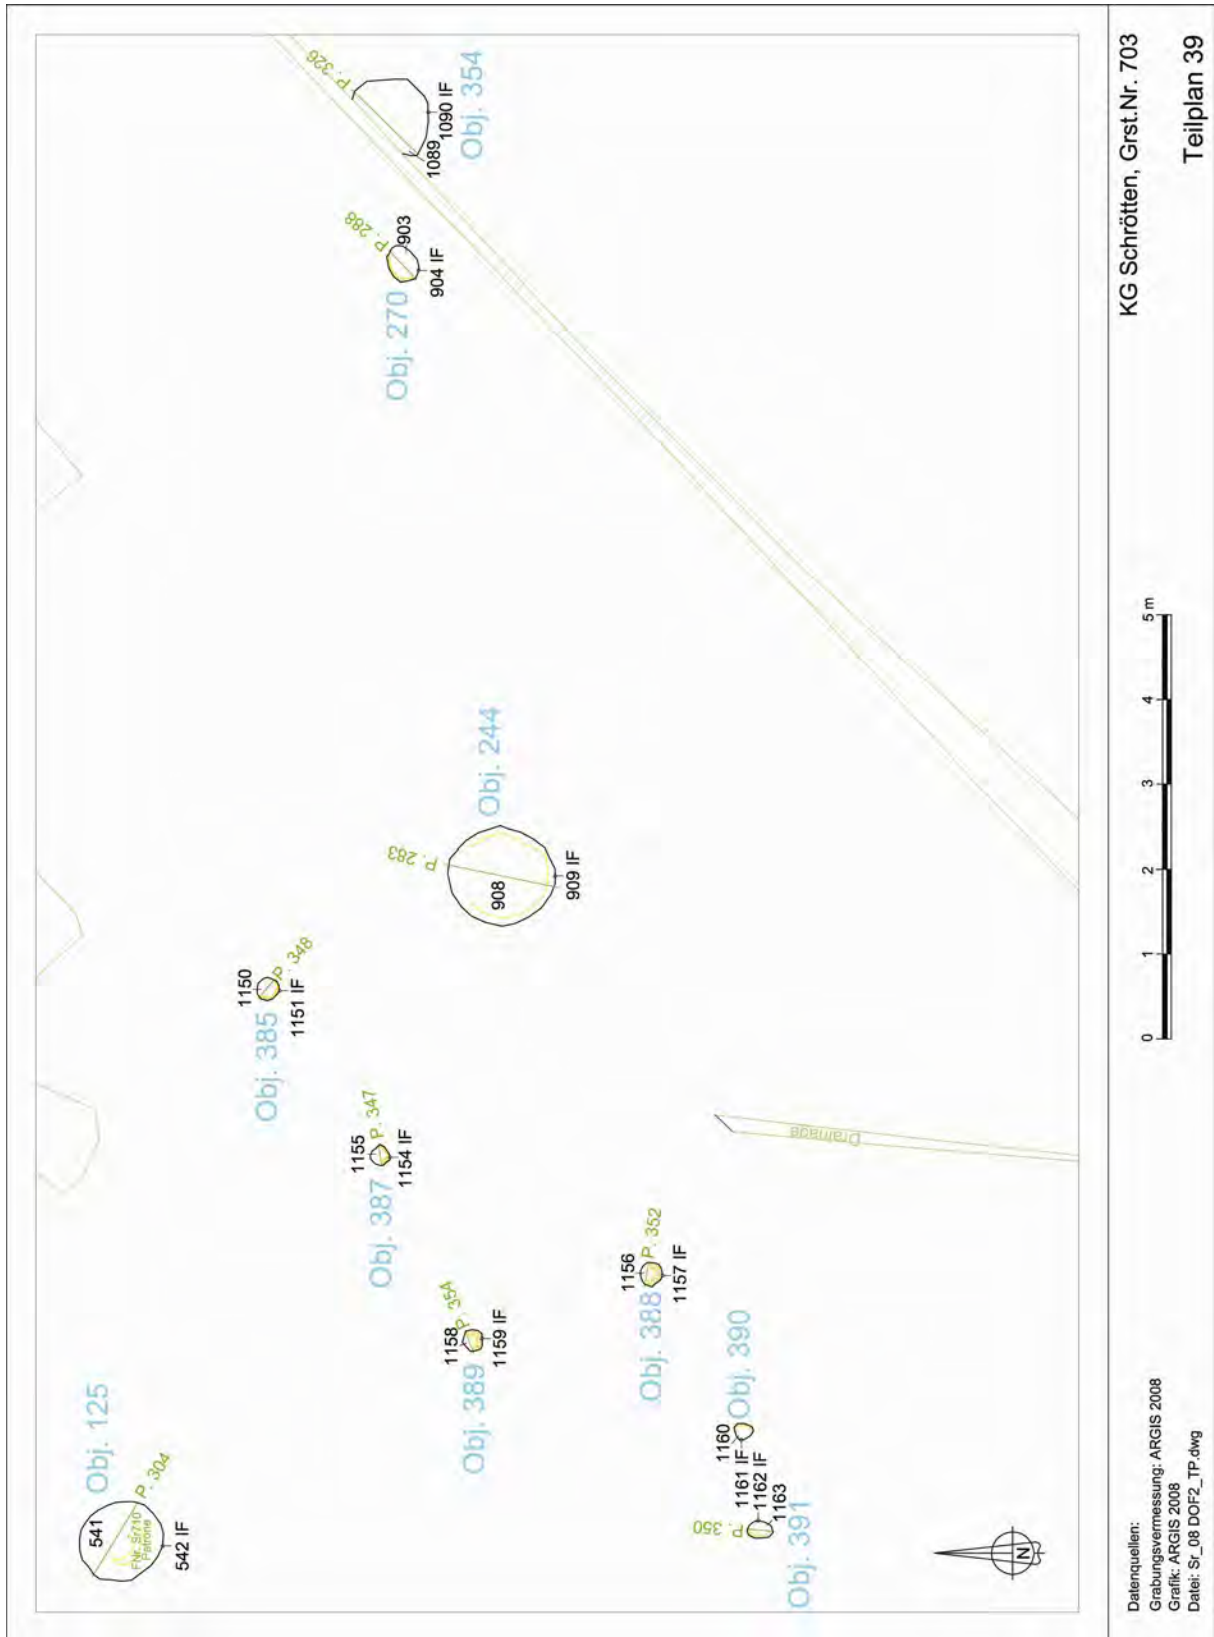 Obj. 125
541
P. 304
FNr. Sr710
Petrone
542 IF
Obj. 385
1150
P. 348
1151 IF
Obj. 387
1155
P. 347
1154 IF
Obj. 389
1158
P. 354
1159 IF
Obj. 244
P. 283
908
909 IF
Obj. 270
P. 288
903
904 IF
P. 326
1089
1090 IF
Obj. 354
Obj. 388
1156
P. 352
1157 IF
Obj. 390
1160
1161 IF
1162 IF
1163
P. 350
Obj. 391
Drainage
N
Datenquellen:
Grabungsvermessung: ARGIS 2008
Grafik: ARGIS 2008
Datei: Sr_08 DOF2_TP.dwg
0 1 2 3 4 5 m
KG Schrötten, Grst.Nr. 703
Teilplan 39